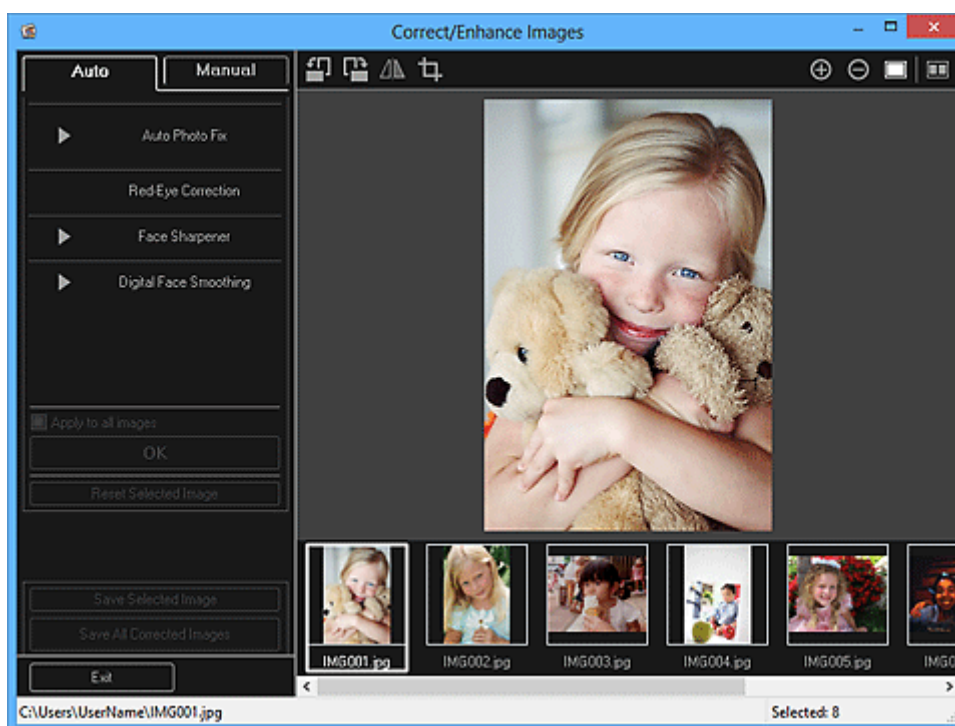 Correct/Enhance Images
Auto
Manual
Auto Photo Fix
Red-Eye Correction
Face Sharpener
Digital Face Smoothing
Apply to all images
OK
Reset Selected Image
Save Selected Image
Save All Corrected Images
Exit
IMG001.jpg
IMG002.jpg
IMG003.jpg
IMG004.jpg
IMG005.jpg
IMG0
C:\Users\UserName\IMG001.jpg
Selected: 8